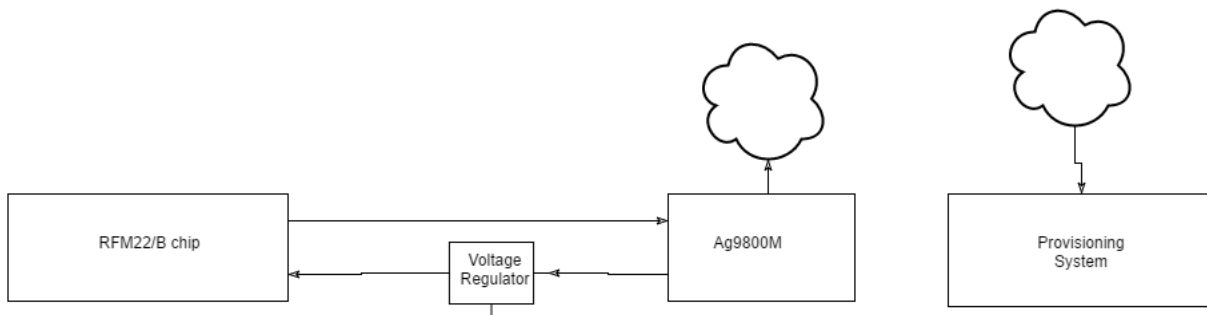 RFM22/B chip
Ag9800M
Voltage
Regulator
Provisioning
System